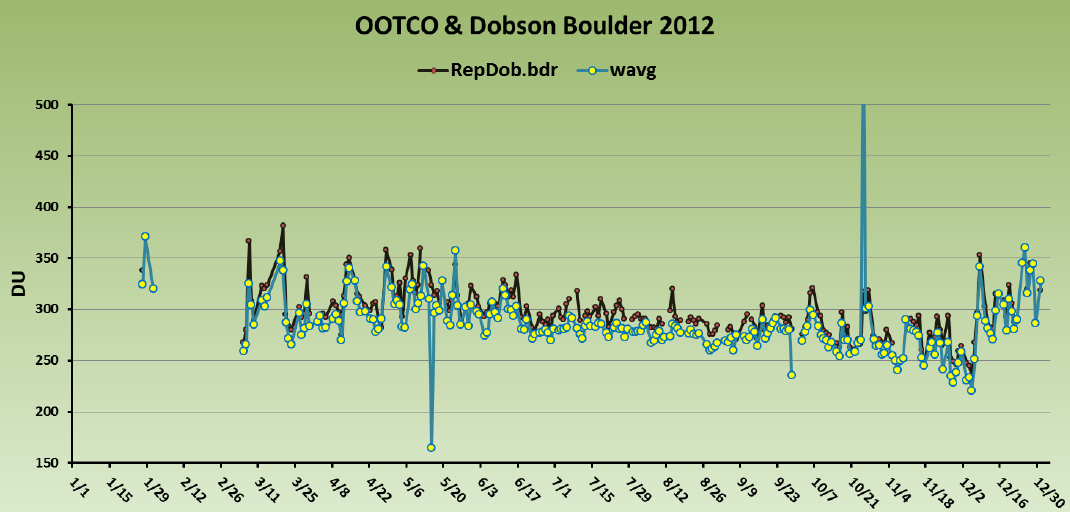 OOTCO & Dobson Boulder 2012
RepDob.bdr wavg
500
450
400
350
300
250
200
150
DU
1/1 1/15 1/29 2/12 2/26 3/11 3/25 4/8 4/22 5/6 5/20 6/3 6/17 7/1 7/15 7/29 8/12 8/26 9/9 9/23 10/7 10/21 11/4 11/18 12/2 12/16 12/30